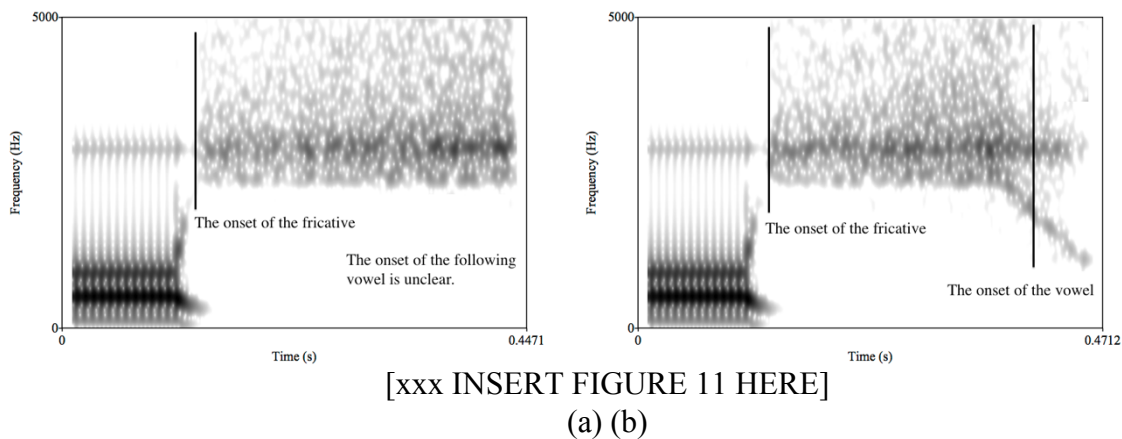 5000
Frequency (Hz)
The onset of the fricative
The onset of the following
vowel is unclear.
0
0
0.4471
Time (s)
5000
Frequency (Hz)
The onset of the fricative
The onset of the vowel
0
0
0.4712
Time (s)
[xxx INSERT FIGURE 11 HERE]
(a) (b)